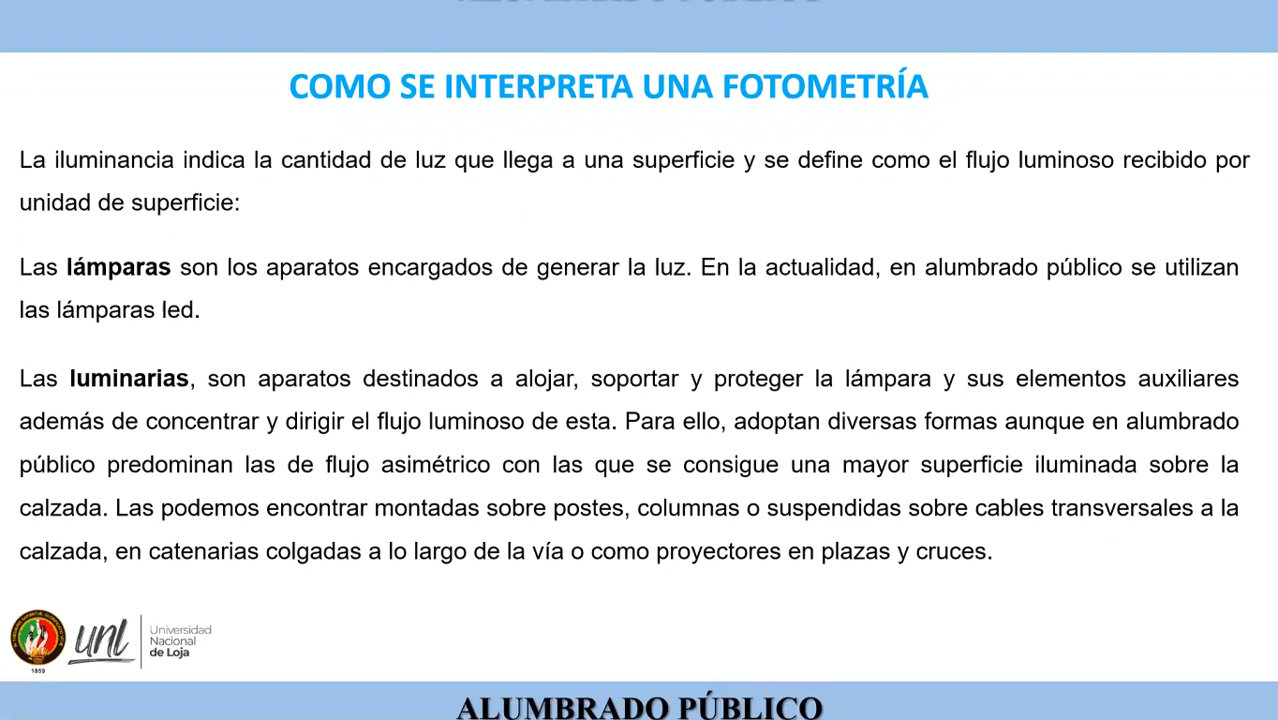 COMO SE INTERPRETA UNA FOTOMETRÍA
La iluminancia indica la cantidad de luz que llega a una superficie y se define como el flujo luminoso recibido por
unidad de superficie:
Las lámparas son los aparatos encargados de generar la luz. En la actualidad, en alumbrado público se utilizan
las lámparas led.
Las luminarias, son aparatos destinados a alojar, soportar y proteger la lámpara y sus elementos auxiliares
además de concentrar y dirigir el flujo luminoso de esta. Para ello, adoptan diversas formas aunque en alumbrado
público predominan las de flujo asimétrico con las que se consigue una mayor superficie iluminada sobre la
calzada. Las podemos encontrar montadas sobre postes, columnas o suspendidas sobre cables transversales a la
calzada, en catenarias colgadas a lo largo de la vía o como proyectores en plazas y cruces.
1859
unl
Universidad
Nacional
de Loja
ALUMBRADO PÚBLICO